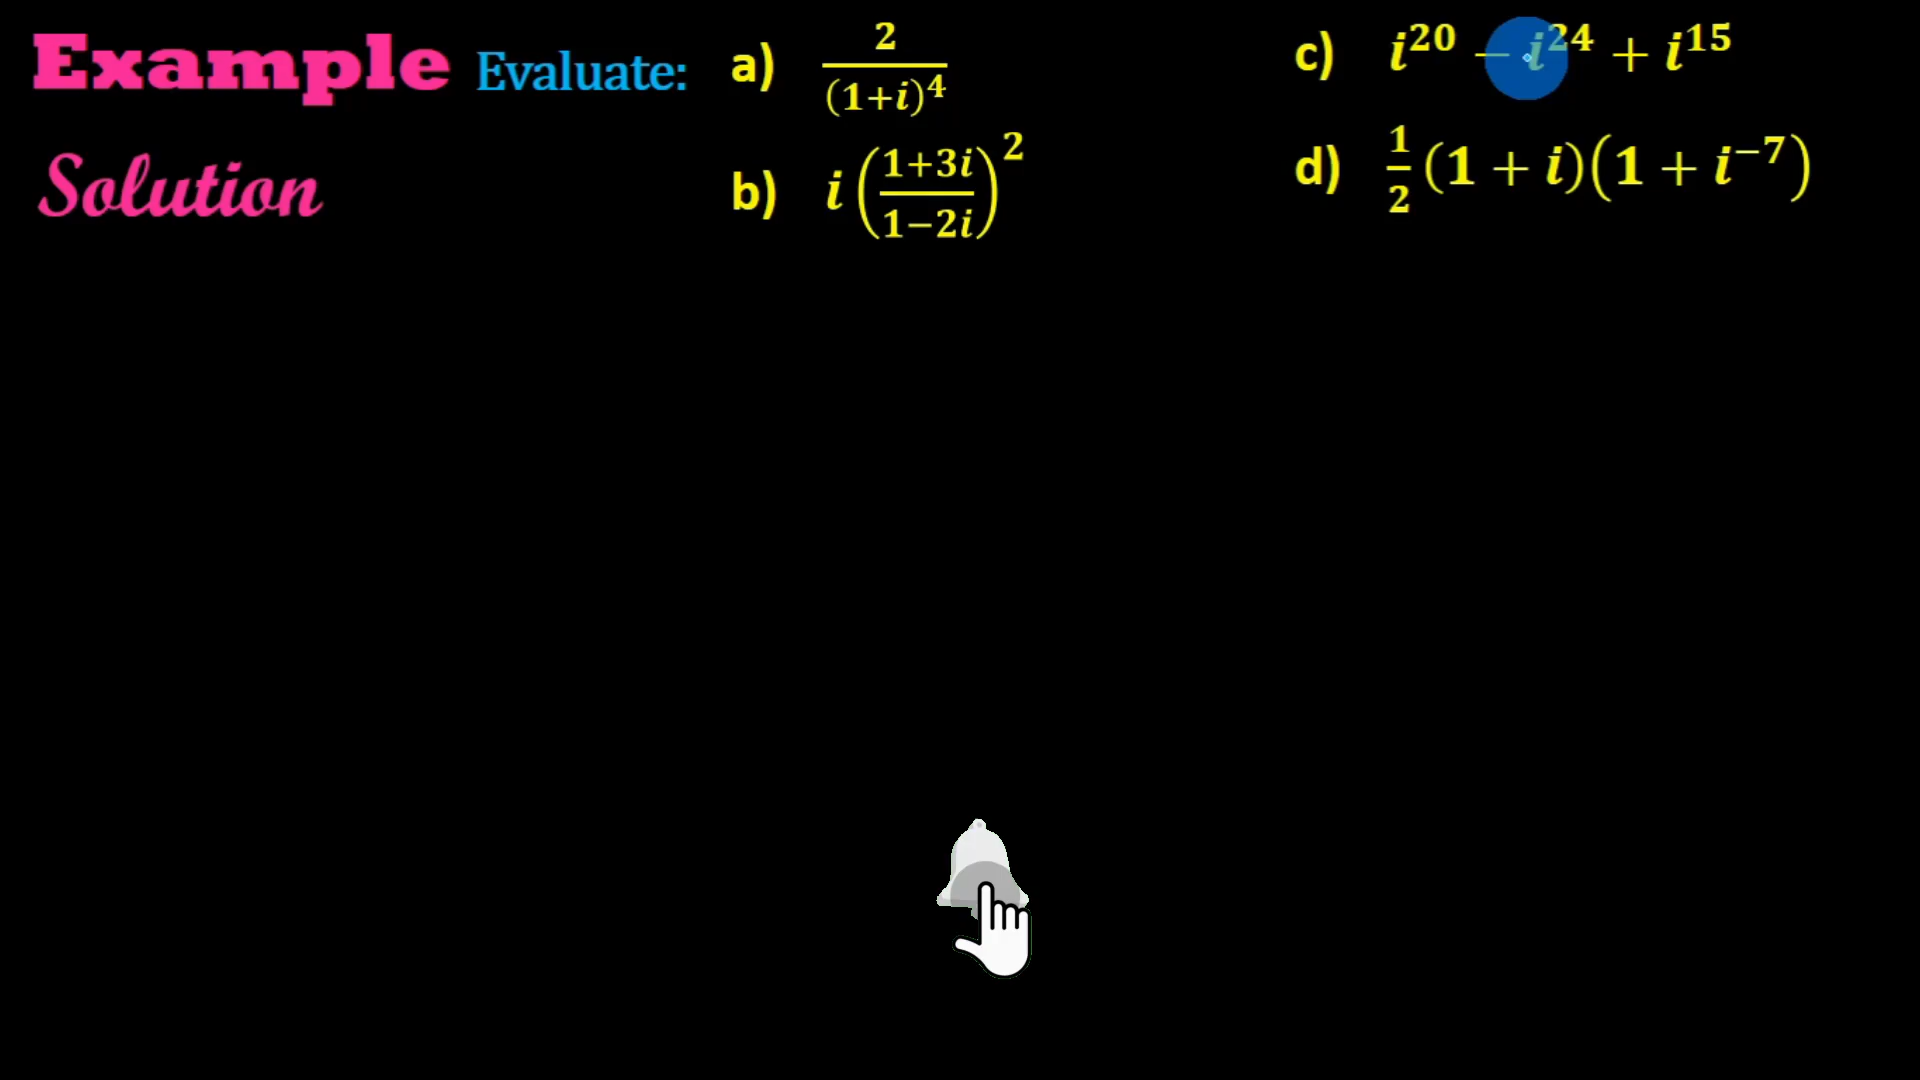 Example Evaluate: a) 2/(1+i)^4
b) i((1+3i)/(1−2i))^2
c) i^20 − i^24 + i^15
d) 1/2(1 + i)(1 + i^−7)
Solution